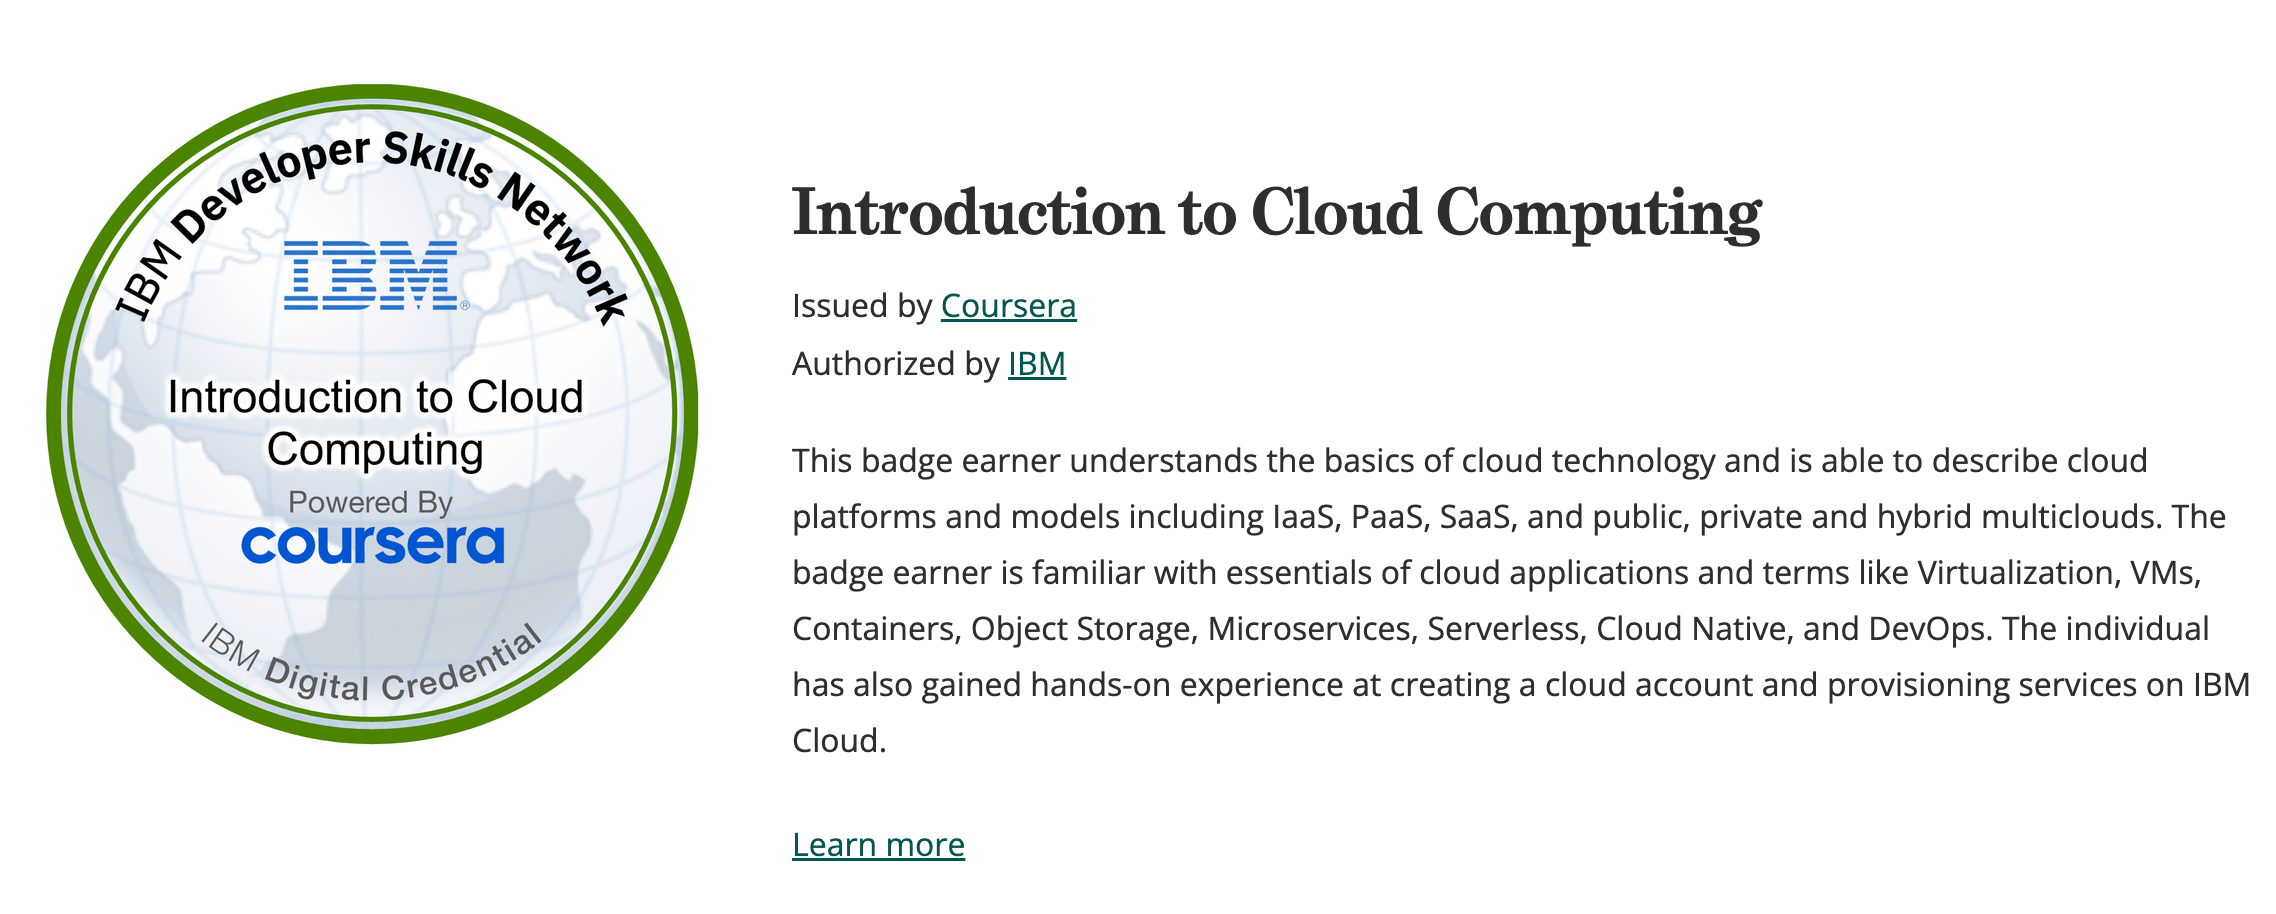 IBM Developer Skills Network
IBM®
Introduction to Cloud
Computing
Powered By
coursera
IBM Digital Credential
Introduction to Cloud Computing
Issued by Coursera
Authorized by IBM
This badge earner understands the basics of cloud technology and is able to describe cloud
platforms and models including IaaS, PaaS, SaaS, and public, private and hybrid multiclouds. The
badge earner is familiar with essentials of cloud applications and terms like Virtualization, VMs,
Containers, Object Storage, Microservices, Serverless, Cloud Native, and DevOps. The individual
has also gained hands-on experience at creating a cloud account and provisioning services on IBM
Cloud.
Learn more